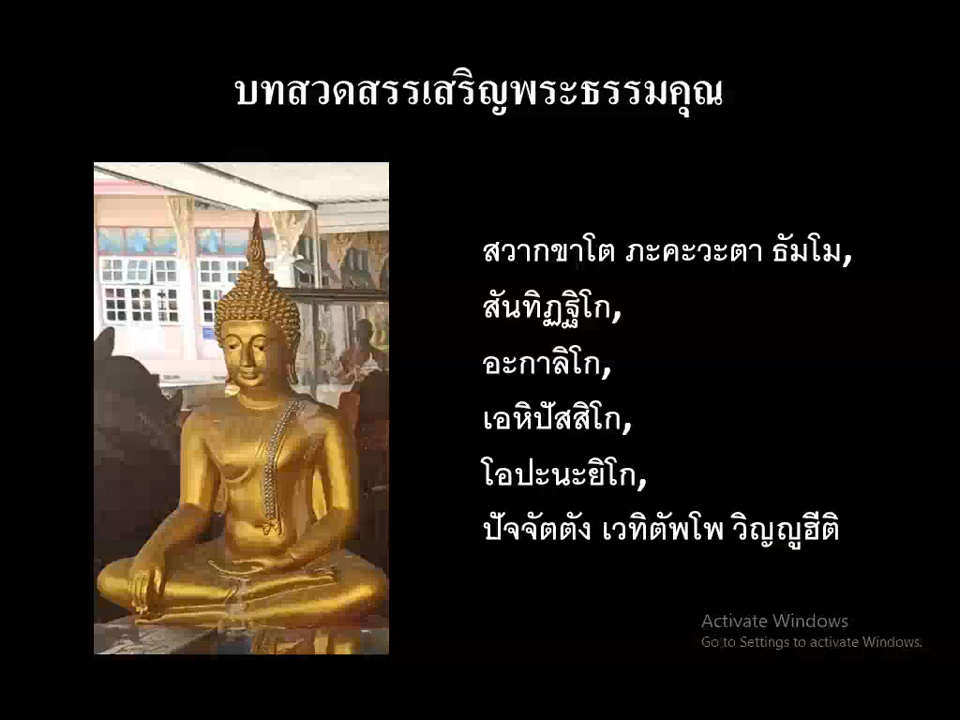 บทสวดสรรเสริญพระธรรมคุณ
สวากขาโต ภะคะวะตา ธัมโม,
สันทิฏฐิโก,
อะกาลิโก,
เอหิปัสสิโก,
โอปะนะยิโก,
ปัจจัตตัง เวทิตัพโพ วิญญูฮีติ
Activate Windows
Go to Settings to activate Windows.